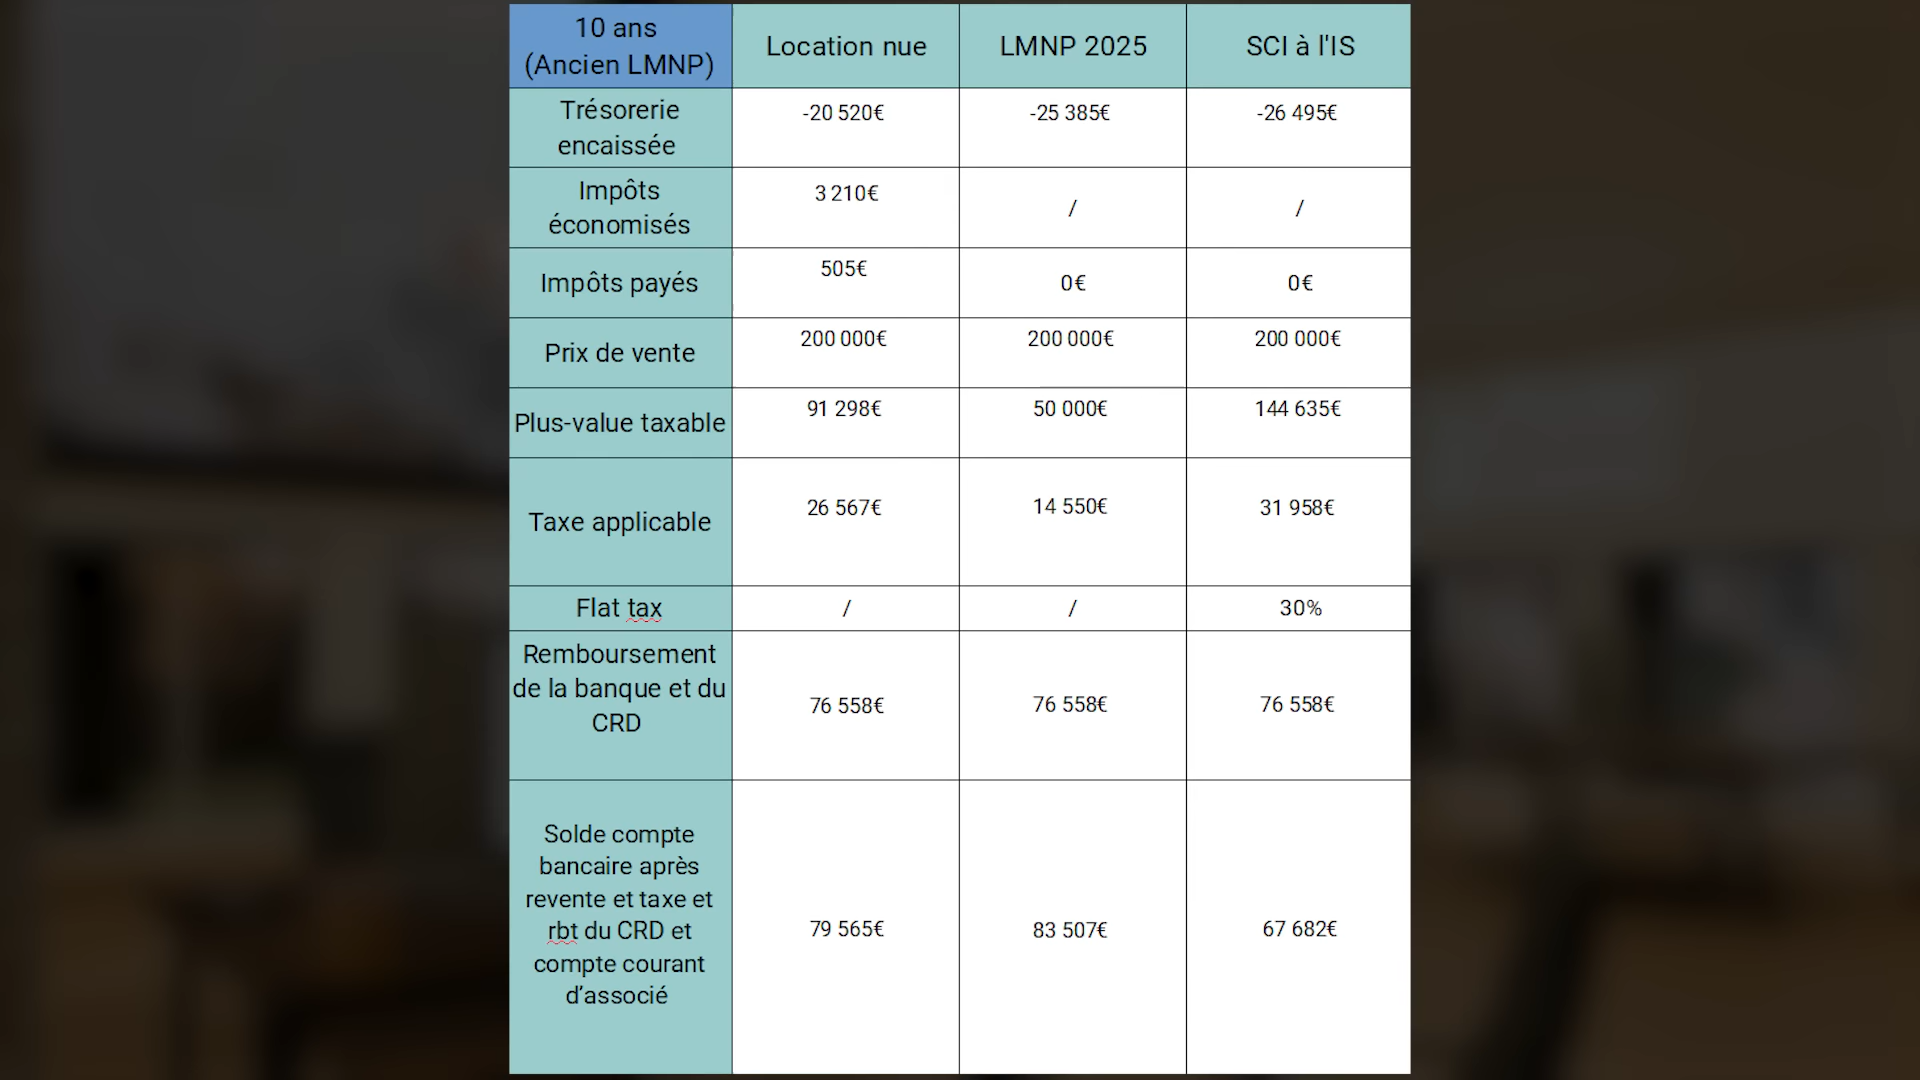 10 ans
(Ancien LMNP)
Location nue
LMNP 2025
SCI à l'IS
Trésorerie
encaissée
-20 520€
-25 385€
-26 495€
Impôts
économisés
3 210€
/
/
Impôts payés
505€
0€
0€
Prix de vente
200 000€
200 000€
200 000€
Plus-value taxable
91 298€
50 000€
144 635€
Taxe applicable
26 567€
14 550€
31 958€
Flat tax
/
/
30%
Remboursement
de la banque et du
CRD
76 558€
76 558€
76 558€
Solde compte
bancaire après
revente et taxe et
rbt du CRD et
compte courant
d’associé
79 565€
83 507€
67 682€